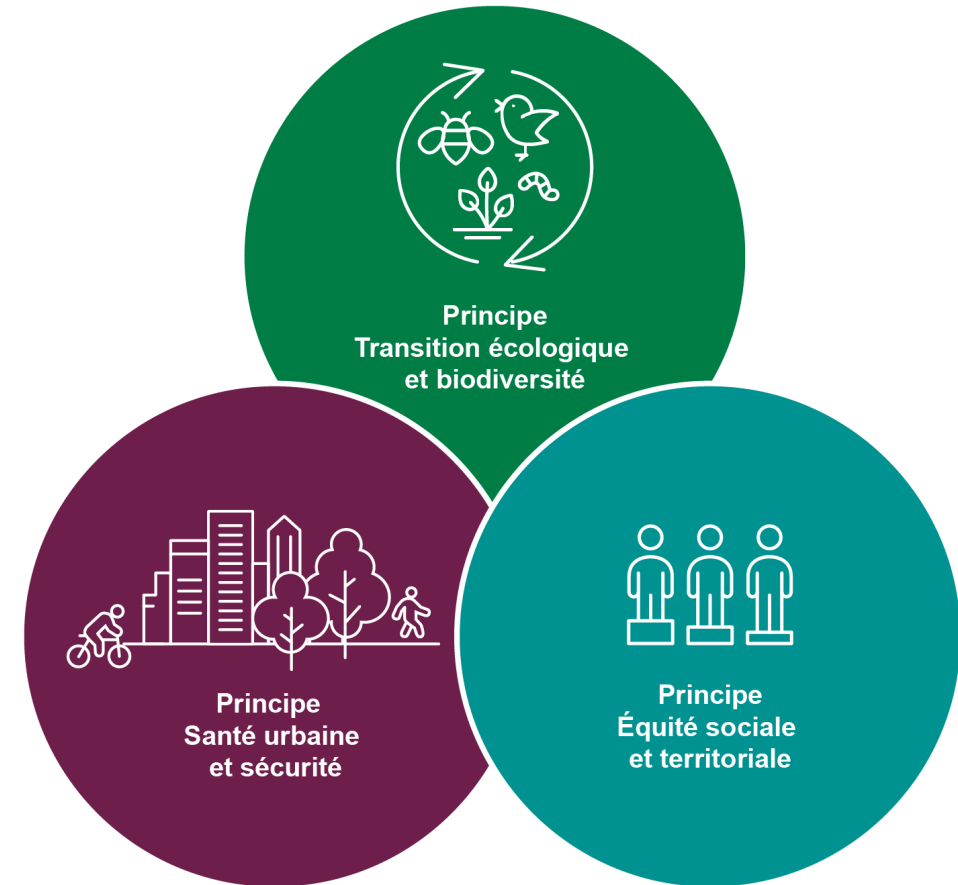 Principe
Transition écologique
et biodiversité
Principe
Santé urbaine
et sécurité
Principe
Équité sociale
et territoriale